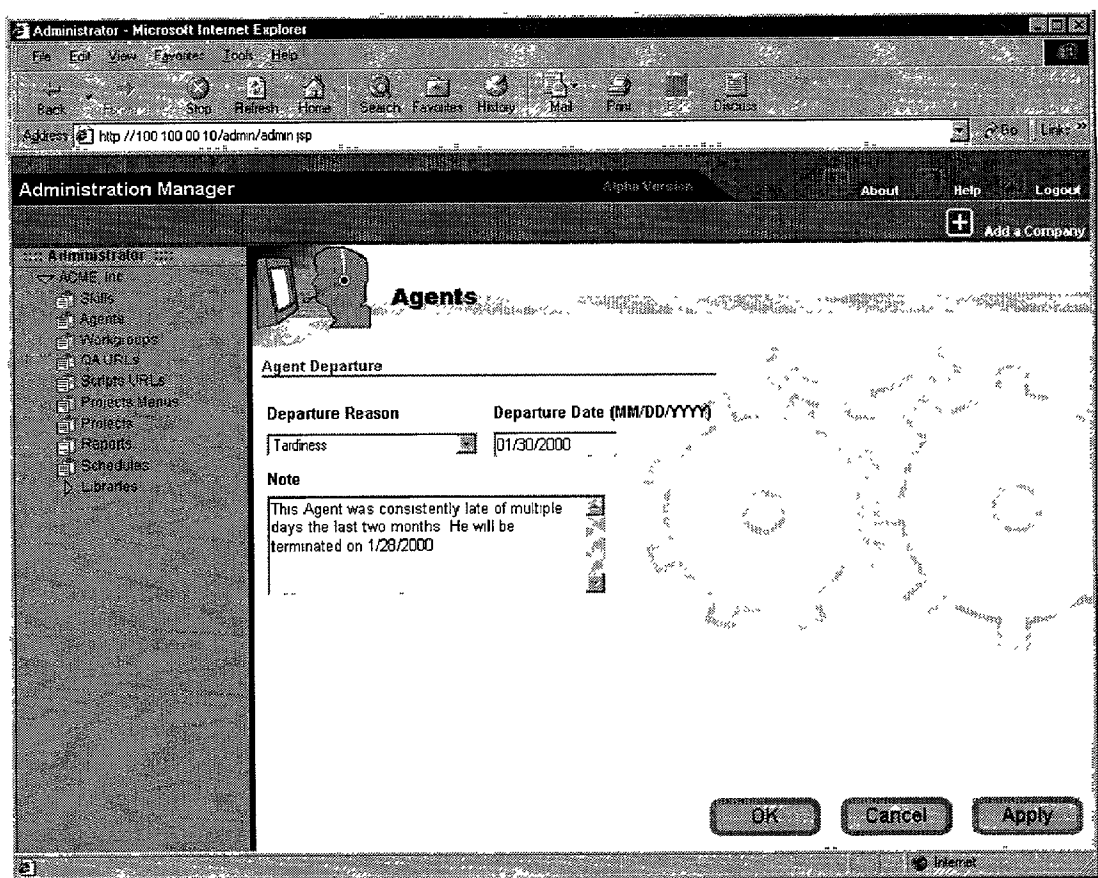 Administrator - Microsoft Internet Explorer
File Edit View Favorites Tools Help
Back Stop Refresh Home Search Favorites History Mail Print Discuss
Address http //100 100 00 10/admin/admin jsp Go Links »
Administration Manager Alpha Version About Help Logout
Add a Company
:::: Administrator ::::
ACME, Inc
Skills
Agents
Workgroups
QA URLs
Scripts URLs
Projects Menus
Projects
Reports
Schedules
Libraries
Agents
Agent Departure
Departure Reason Departure Date (MM/DD/YYYY)
Tardiness 01/30/2000
Note
This Agent was consistently late of multiple
days the last two months He will be
terminated on 1/28/2000
OK Cancel Apply
Internet